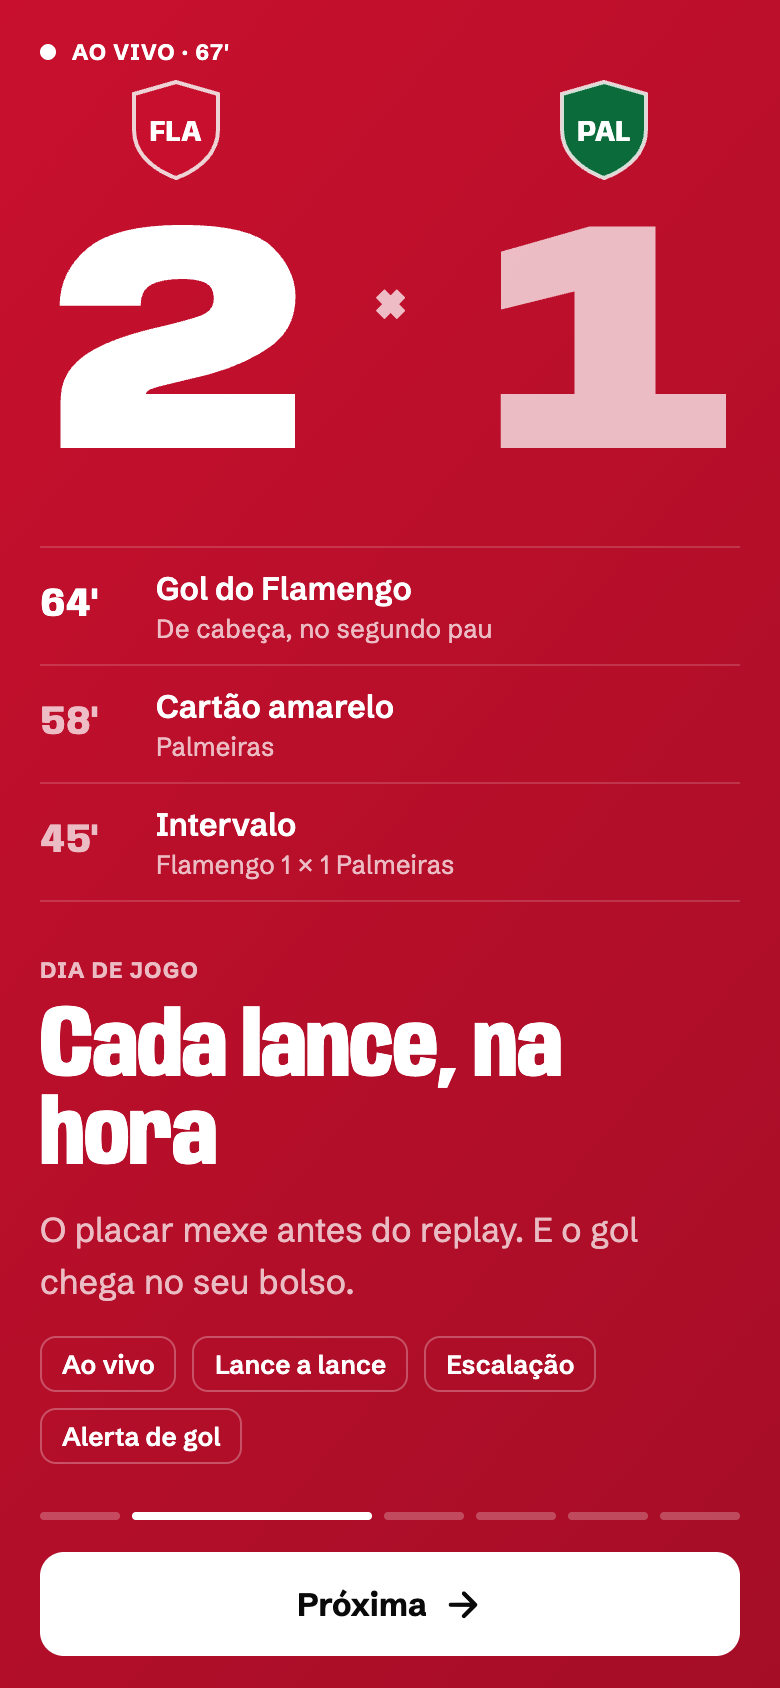 AO VIVO · 67'
FLA
PAL
2 × 1
64'
Gol do Flamengo
De cabeça, no segundo pau
58'
Cartão amarelo
Palmeiras
45'
Intervalo
Flamengo 1 × 1 Palmeiras
DIA DE JOGO
Cada lance, na
hora
O placar mexe antes do replay. E o gol
chega no seu bolso.
Ao vivo
Lance a lance
Escalação
Alerta de gol
Próxima →